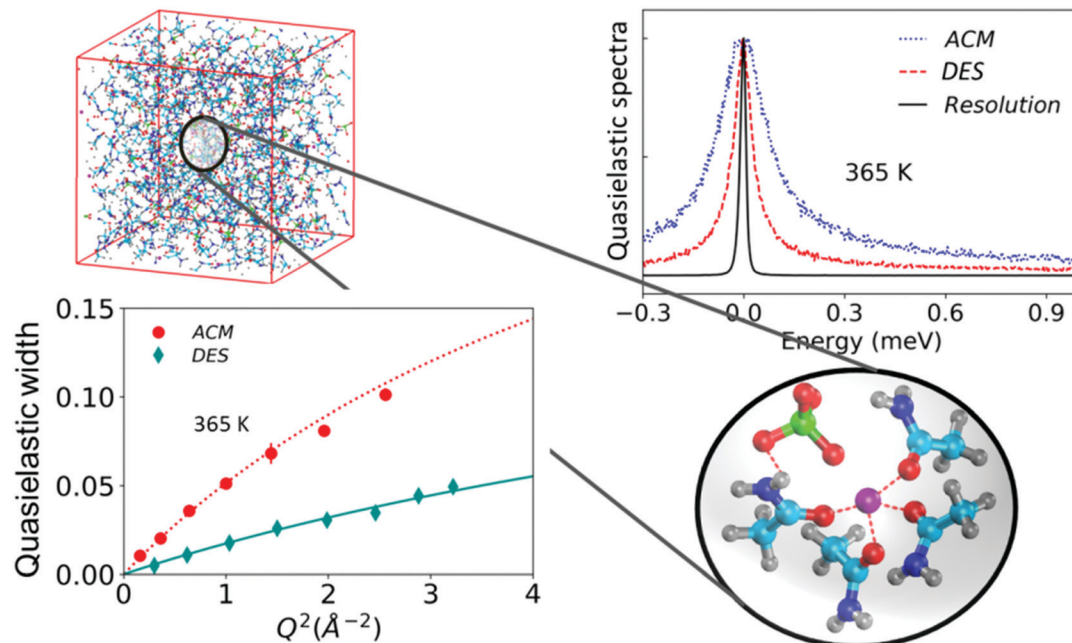 Quasielastic spectra
ACM
DES
Resolution
365 K
−0.3
0.0
0.3
0.6
0.9
Energy (meV)
Quasielastic width
0.15
0.10
0.05
0.00
ACM
DES
365 K
0
1
2
3
4
Q²(Å⁻²)